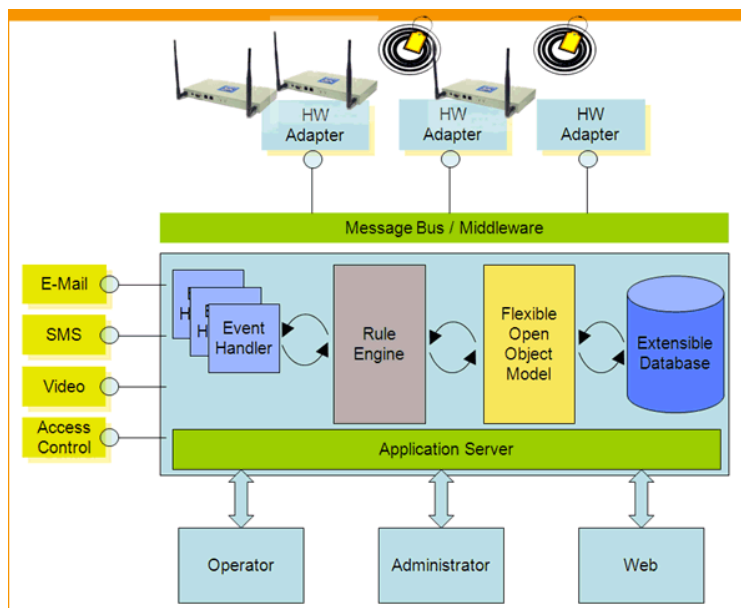 HW
Adapter
HW
Adapter
HW
Adapter
Message Bus / Middleware
E-Mail
SMS
Video
Access
Control
Event
Handler
Rule
Engine
Flexible
Open
Object
Model
Extensible
Database
Application Server
Operator
Administrator
Web